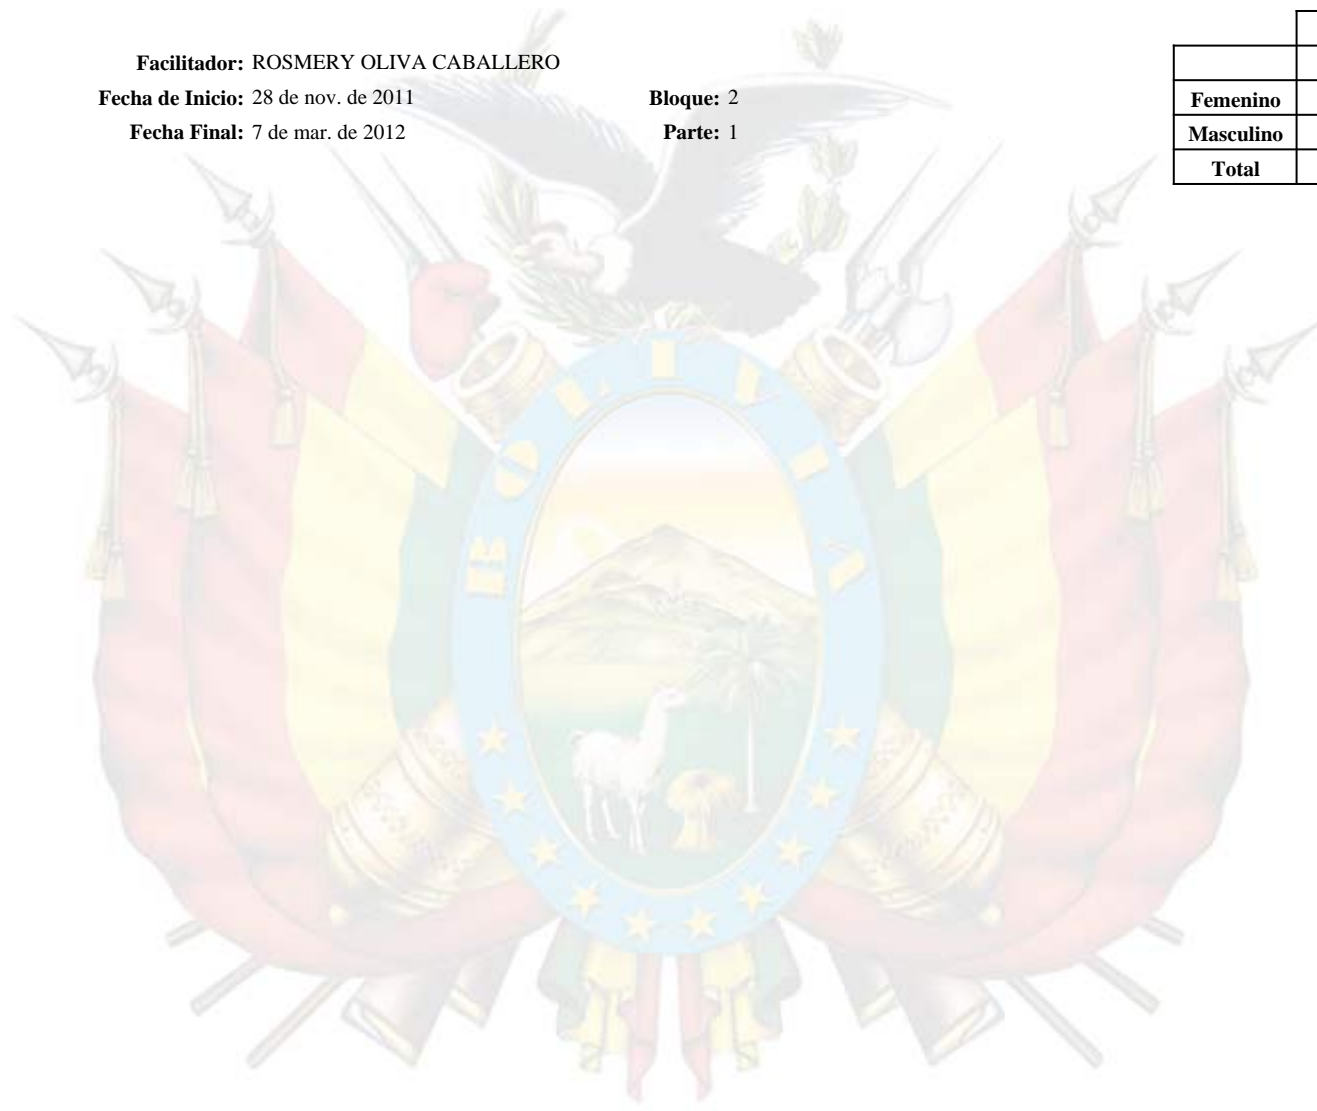 Facilitador: ROSMERY OLIVA CABALLERO
Fecha de Inicio: 28 de nov. de 2011 Bloque: 2
Fecha Final: 7 de mar. de 2012 Parte: 1
Femenino
Masculino
Total
BOLIVIA